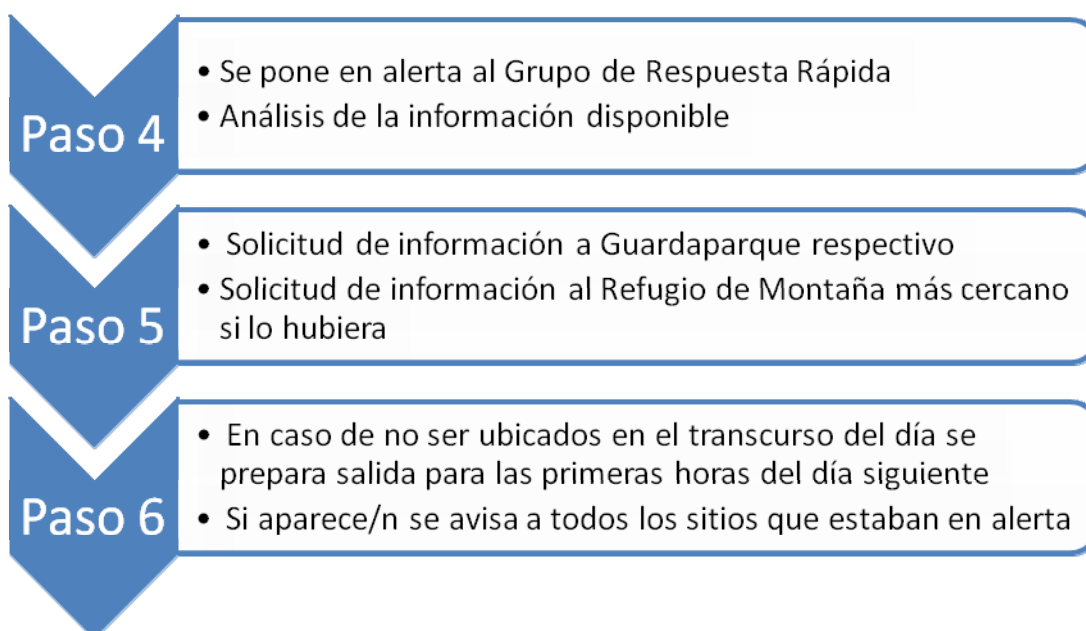 Paso 4
• Se pone en alerta al Grupo de Respuesta Rápida
• Análisis de la información disponible
Paso 5
• Solicitud de información a Guardaparque respectivo
• Solicitud de información al Refugio de Montaña más cercano
si lo hubiera
Paso 6
• En caso de no ser ubicados en el transcurso del día se
prepara salida para las primeras horas del día siguiente
• Si aparece/n se avisa a todos los sitios que estaban en alerta